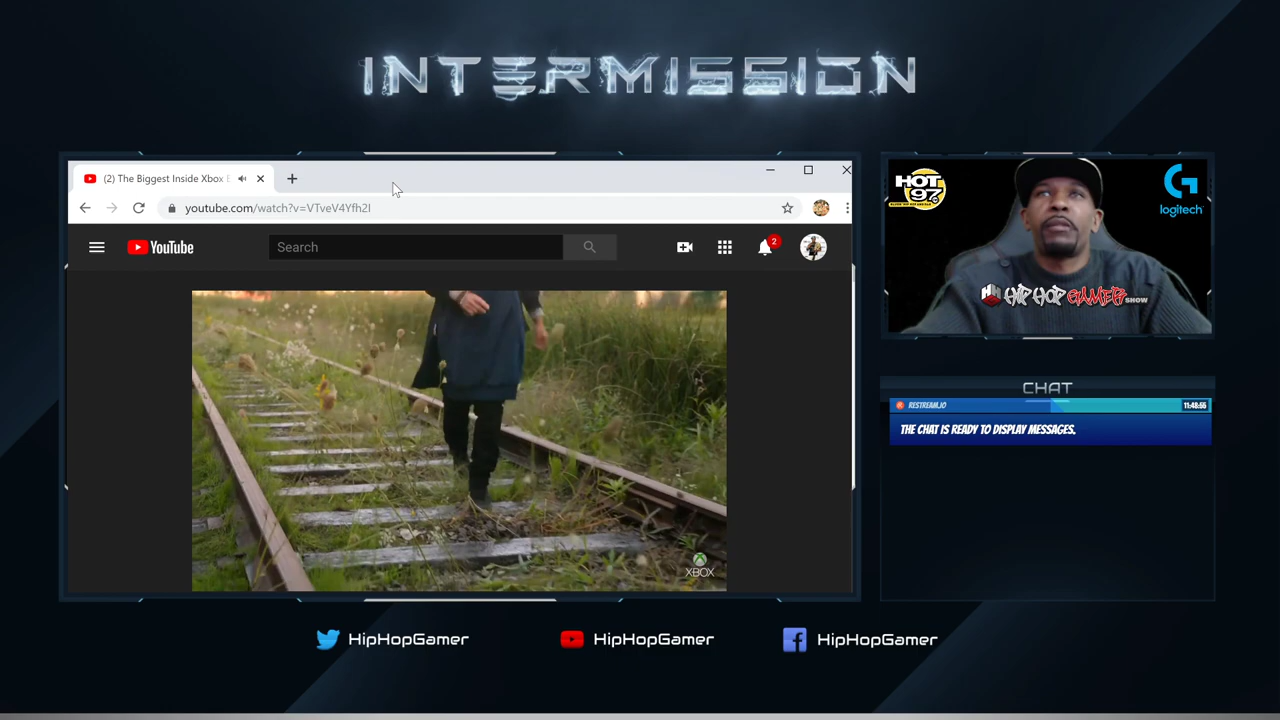 INTERMISSION
(2) The Biggest Inside Xbox E
youtube.com/watch?v=VTveV4Yfh2I
YouTube
Search
2
XBOX
HOT
97
logitech
HIP HOP GAMER SHOW
CHAT
RESTREAM.IO
11:48:55
THE CHAT IS READY TO DISPLAY MESSAGES.
HipHopGamer
HipHopGamer
HipHopGamer